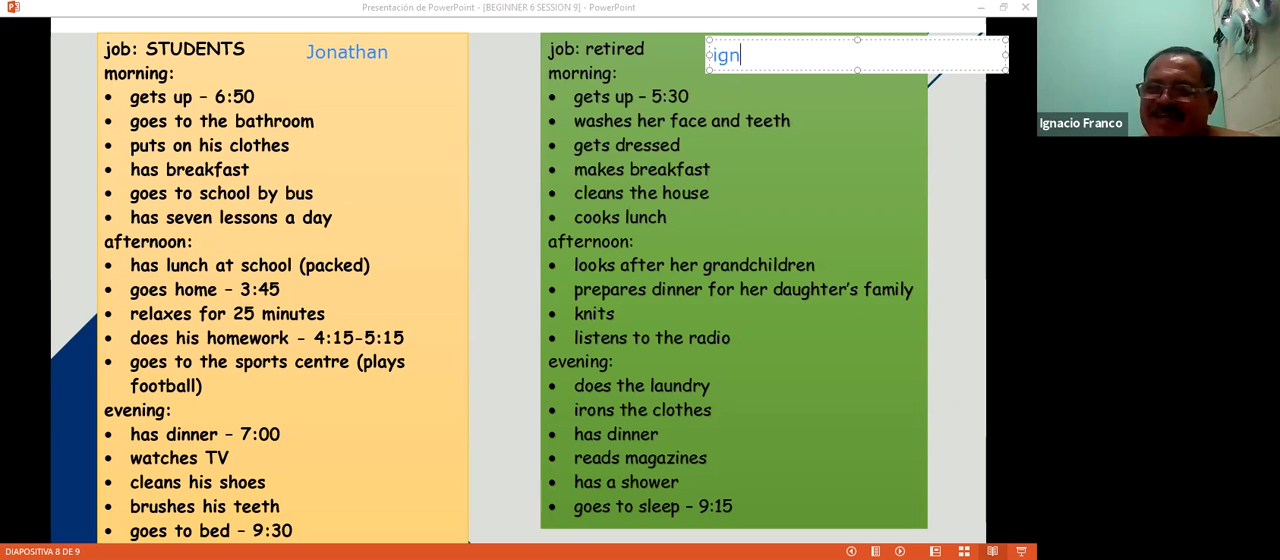 Presentación de PowerPoint - [BEGINNER 6 SESSION 9] - PowerPoint
job: STUDENTS
Jonathan
morning:
• gets up – 6:50
• goes to the bathroom
• puts on his clothes
• has breakfast
• goes to school by bus
• has seven lessons a day
afternoon:
• has lunch at school (packed)
• goes home – 3:45
• relaxes for 25 minutes
• does his homework – 4:15-5:15
• goes to the sports centre (plays
football)
evening:
• has dinner – 7:00
• watches TV
• cleans his shoes
• brushes his teeth
• goes to bed – 9:30
job: retired
ign
morning:
• gets up – 5:30
• washes her face and teeth
• gets dressed
• makes breakfast
• cleans the house
• cooks lunch
afternoon:
• looks after her grandchildren
• prepares dinner for her daughter's family
• knits
• listens to the radio
evening:
• does the laundry
• irons the clothes
• has dinner
• reads magazines
• has a shower
• goes to sleep – 9:15
Ignacio Franco
DIAPOSITIVA 8 DE 9